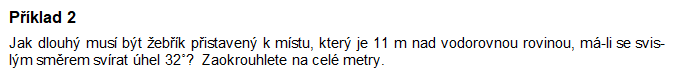 Příklad 2
Jak dlouhý musí být žebřík přistavený k místu, který je 11 m nad vodorovnou rovinou, má-li se svis-
lým směrem svírat úhel 32°? Zaokrouhlete na celé metry.